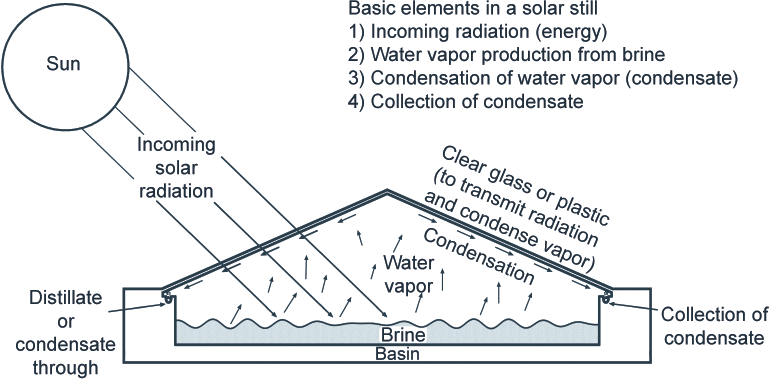 Basic elements in a solar still
1) Incoming radiation (energy)
2) Water vapor production from brine
3) Condensation of water vapor (condensate)
4) Collection of condensate
Sun
Incoming
solar
radiation
Clear glass or plastic
(to transmit radiation
and condense vapor)
Condensation
Water
vapor
Distillate
or
condensate
through
Collection of
condensate
Brine
Basin